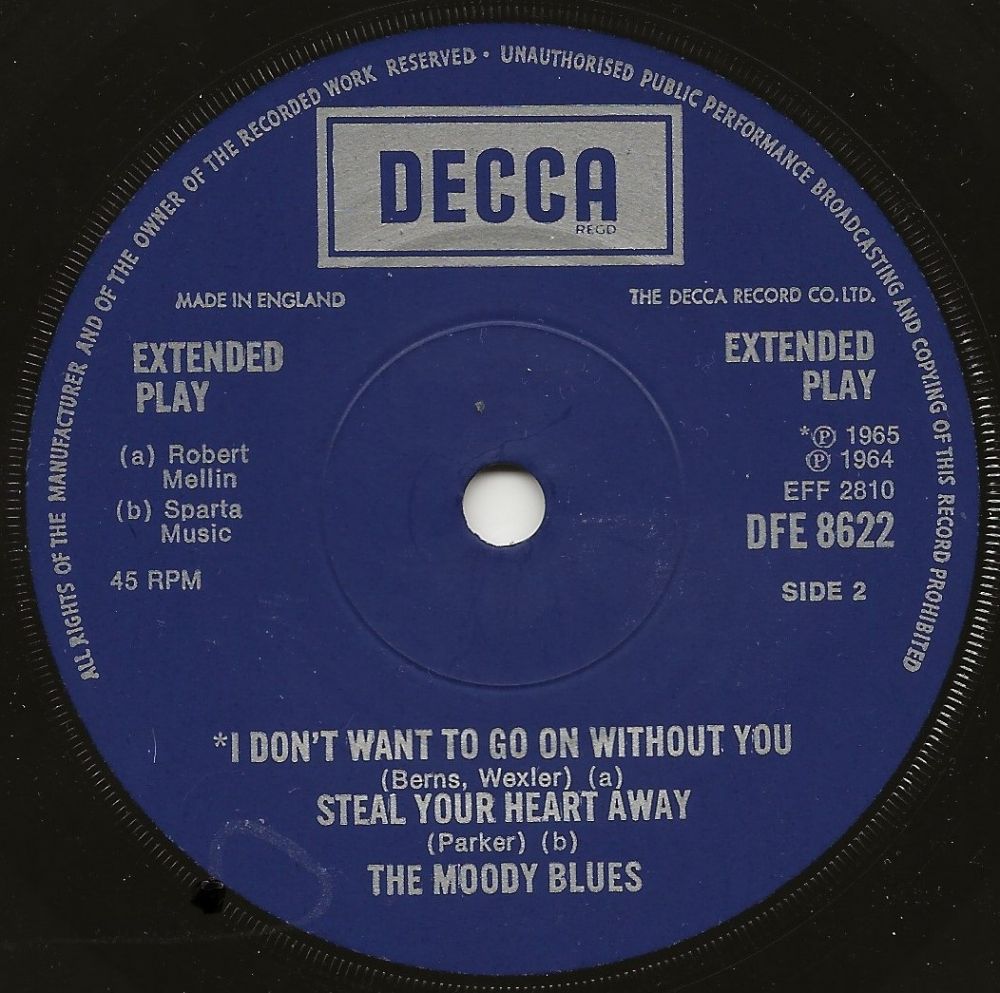 ALL RIGHTS OF THE MANUFACTURER AND OF THE OWNER OF THE RECORDED WORK RESERVED · UNAUTHORISED PUBLIC PERFORMANCE BROADCASTING AND COPYING OF THIS RECORD PROHIBITED
DECCA
REGD
MADE IN ENGLAND
THE DECCA RECORD CO. LTD.
EXTENDED
PLAY
(a) Robert
Mellin
(b) Sparta
Music
45 RPM
EXTENDED
PLAY
*℗ 1965
℗ 1964
EFF 2810
DFE 8622
SIDE 2
*I DON'T WANT TO GO ON WITHOUT YOU
(Berns, Wexler) (a)
STEAL YOUR HEART AWAY
(Parker) (b)
THE MOODY BLUES